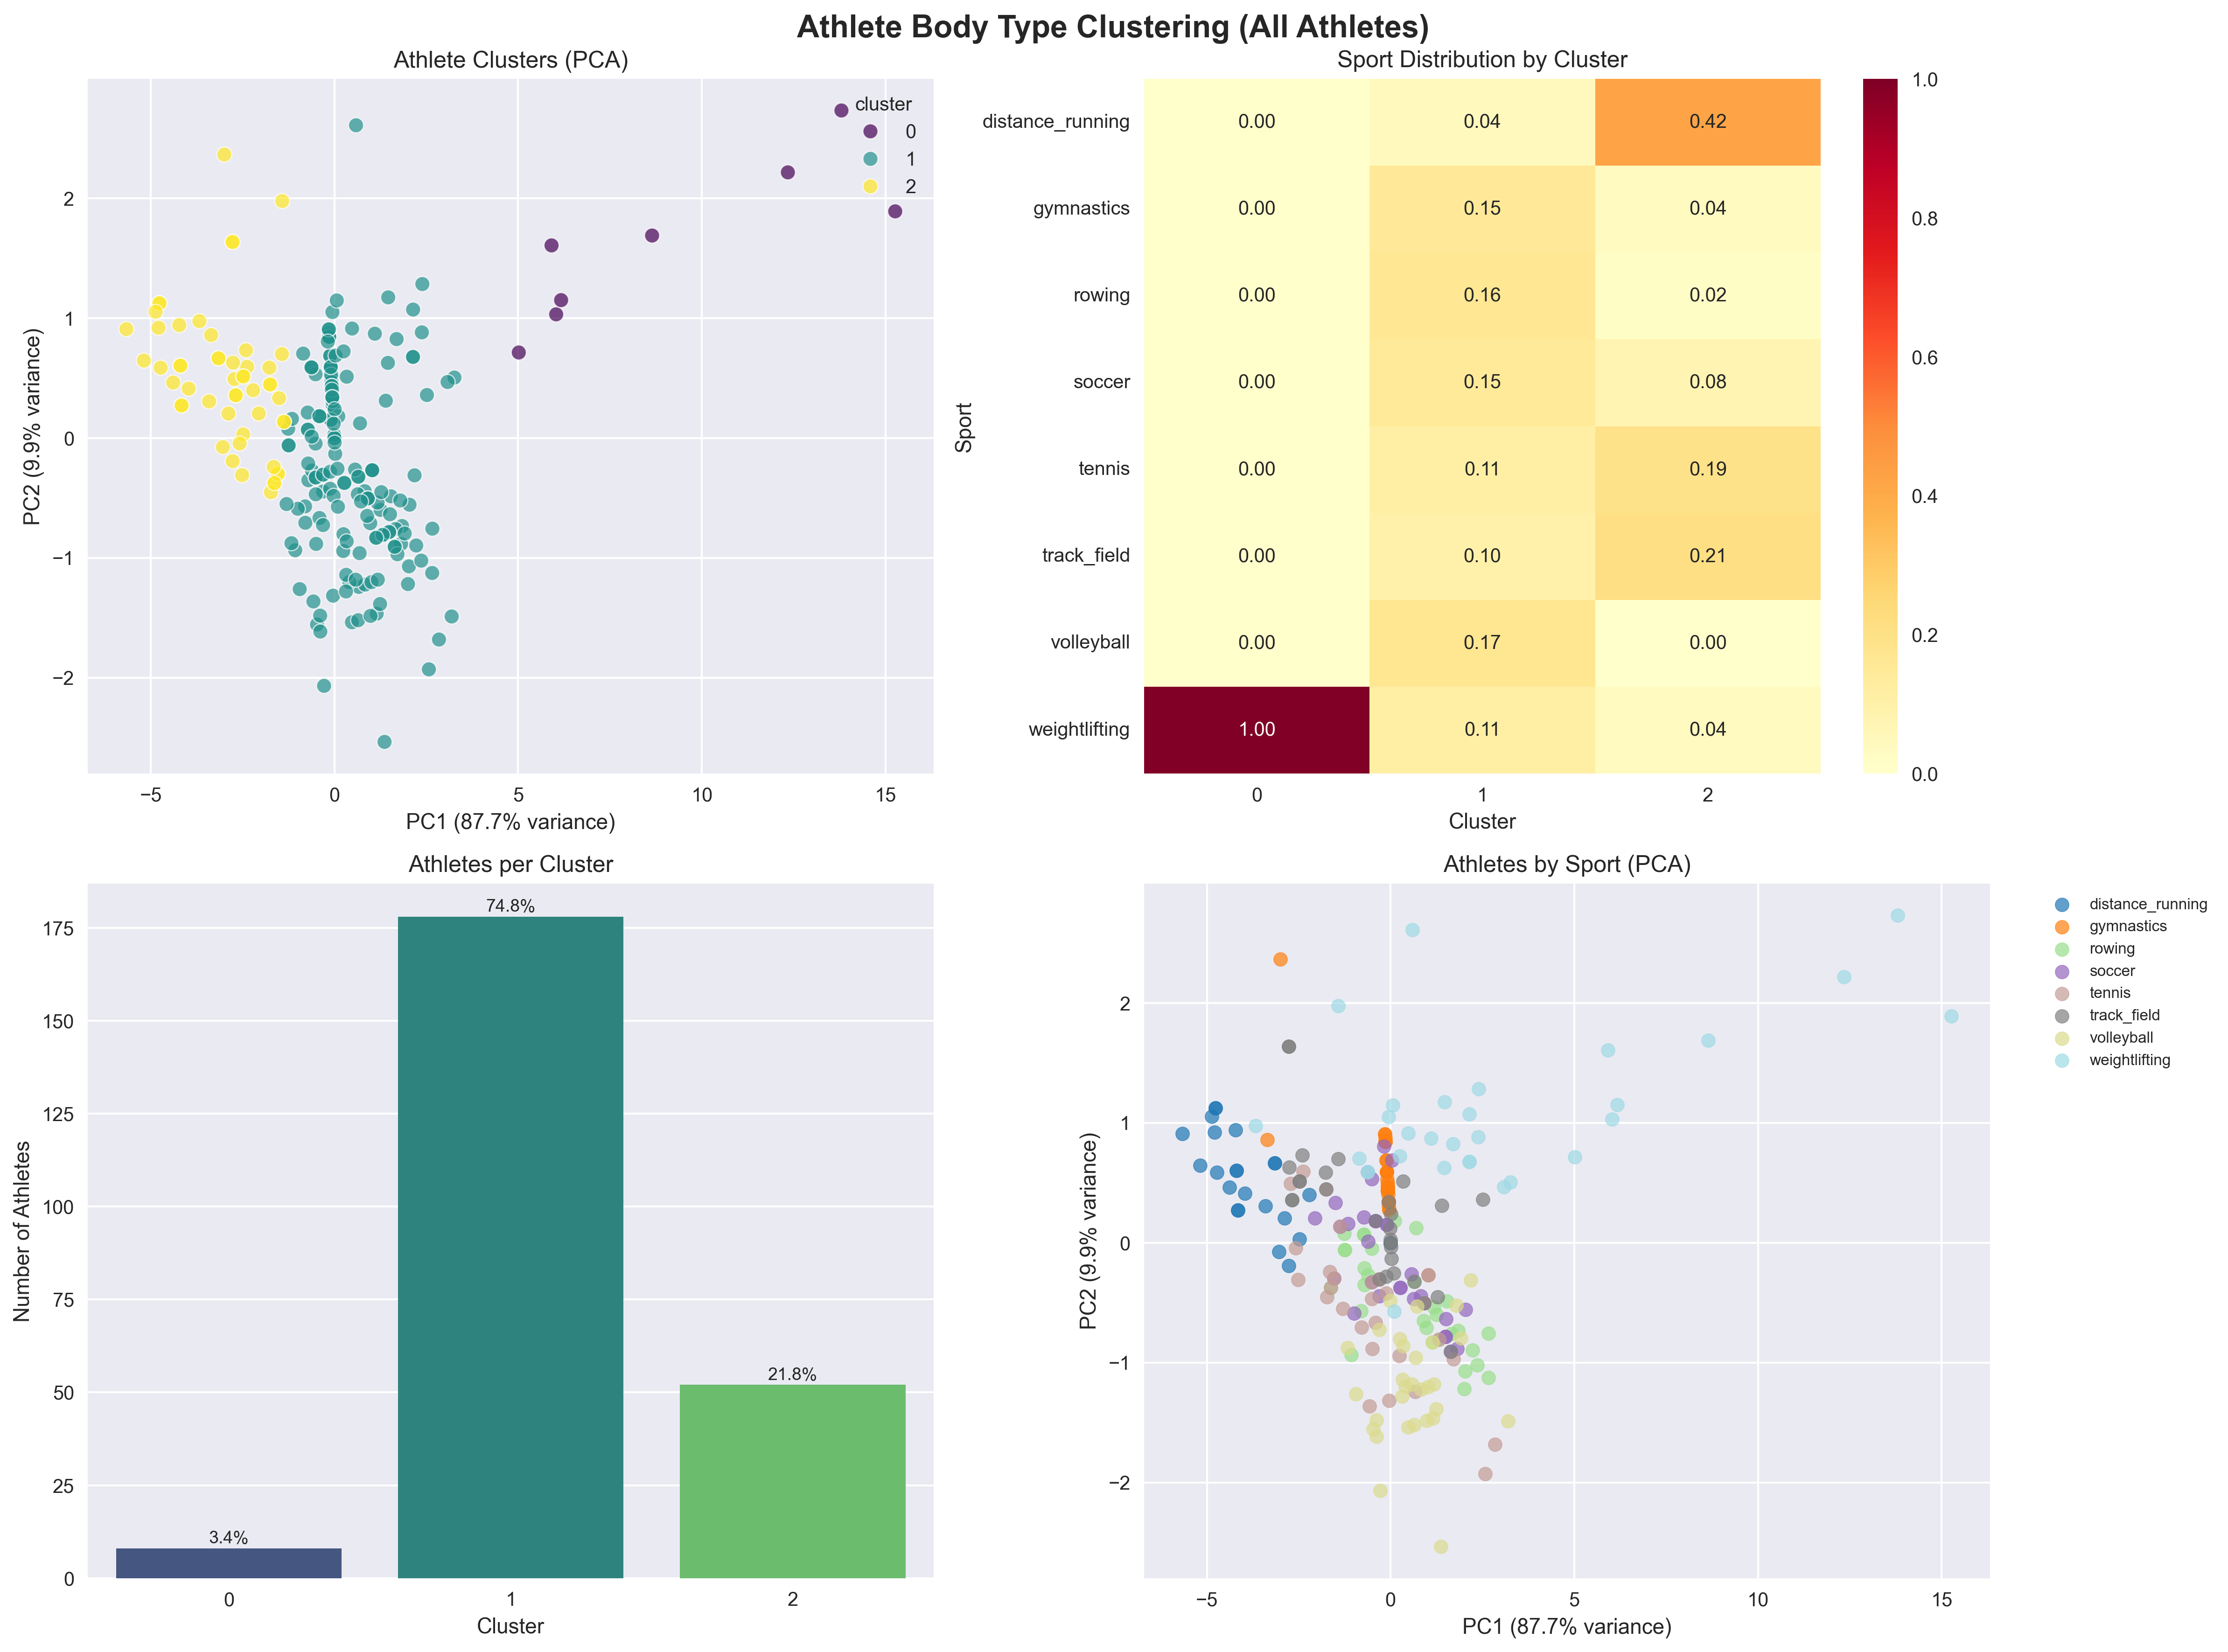 Athlete Body Type Clustering (All Athletes)
Athlete Clusters (PCA)
cluster
0
1
2
2
1
0
−1
−2
PC2 (9.9% variance)
−5 0 5 10 15
PC1 (87.7% variance)
Sport Distribution by Cluster
Sport
distance_running 0.00 0.04 0.42
gymnastics 0.00 0.15 0.04
rowing 0.00 0.16 0.02
soccer 0.00 0.15 0.08
tennis 0.00 0.11 0.19
track_field 0.00 0.10 0.21
volleyball 0.00 0.17 0.00
weightlifting 1.00 0.11 0.04
0 1 2
Cluster
1.0
0.8
0.6
0.4
0.2
0.0
Athletes per Cluster
Number of Athletes
175
150
125
100
75
50
25
0
3.4%
74.8%
21.8%
0 1 2
Cluster
Athletes by Sport (PCA)
PC2 (9.9% variance)
2
1
0
−1
−2
−5 0 5 10 15
PC1 (87.7% variance)
distance_running
gymnastics
rowing
soccer
tennis
track_field
volleyball
weightlifting